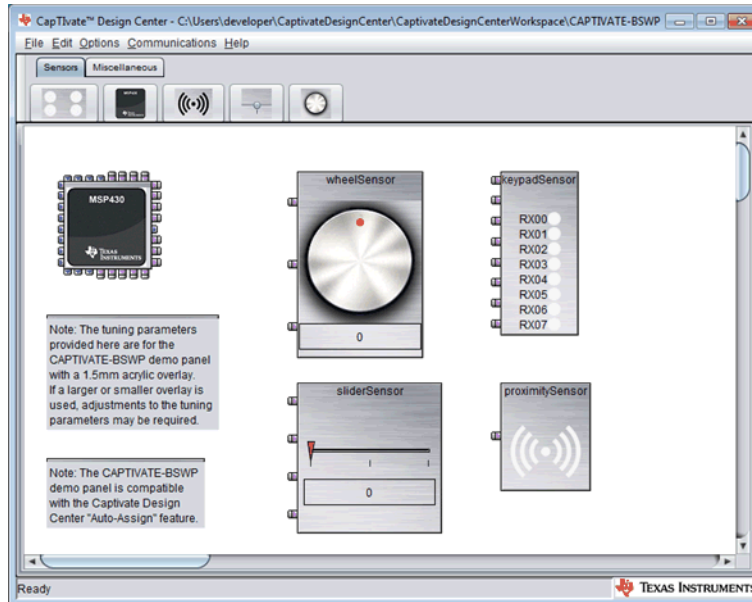 CapTIvate™ Design Center - C:\Users\developer\CaptivateDesignCenter\CaptivateDesignCenterWorkspace\CAPTIVATE-BSWP
File Edit Options Communications Help
Sensors Miscellaneous
MSP430
TEXAS INSTRUMENTS
wheelSensor
0
keypadSensor
RX00
RX01
RX02
RX03
RX04
RX05
RX06
RX07
Note: The tuning parameters
provided here are for the
CAPTIVATE-BSWP demo panel
with a 1.5mm acrylic overlay.
If a larger or smaller overlay is
used, adjustments to the tuning
parameters may be required.
sliderSensor
0
proximitySensor
Note: The CAPTIVATE-BSWP
demo panel is compatible
with the Captivate Design
Center "Auto-Assign" feature.
Ready
TEXAS INSTRUMENTS